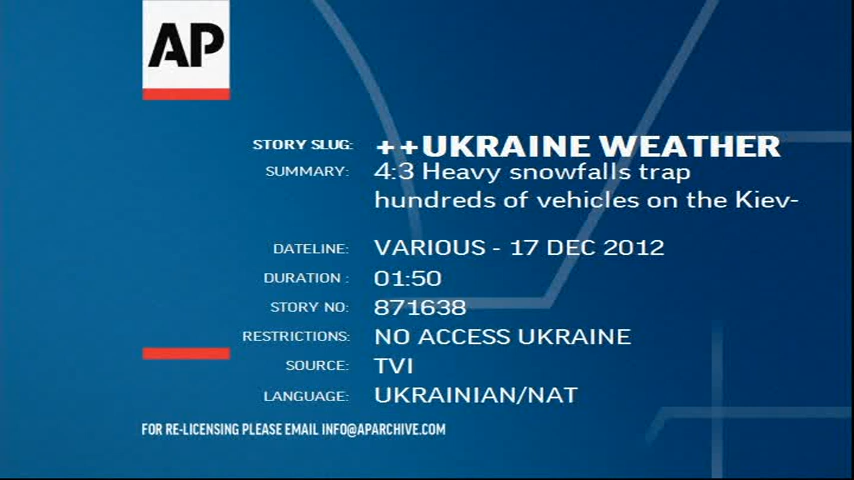 AP
STORY SLUG: ++UKRAINE WEATHER
SUMMARY: 4:3 Heavy snowfalls trap
hundreds of vehicles on the Kiev-
DATELINE: VARIOUS - 17 DEC 2012
DURATION : 01:50
STORY NO: 871638
RESTRICTIONS: NO ACCESS UKRAINE
SOURCE: TVI
LANGUAGE: UKRAINIAN/NAT
FOR RE-LICENSING PLEASE EMAIL INFO@APARCHIVE.COM